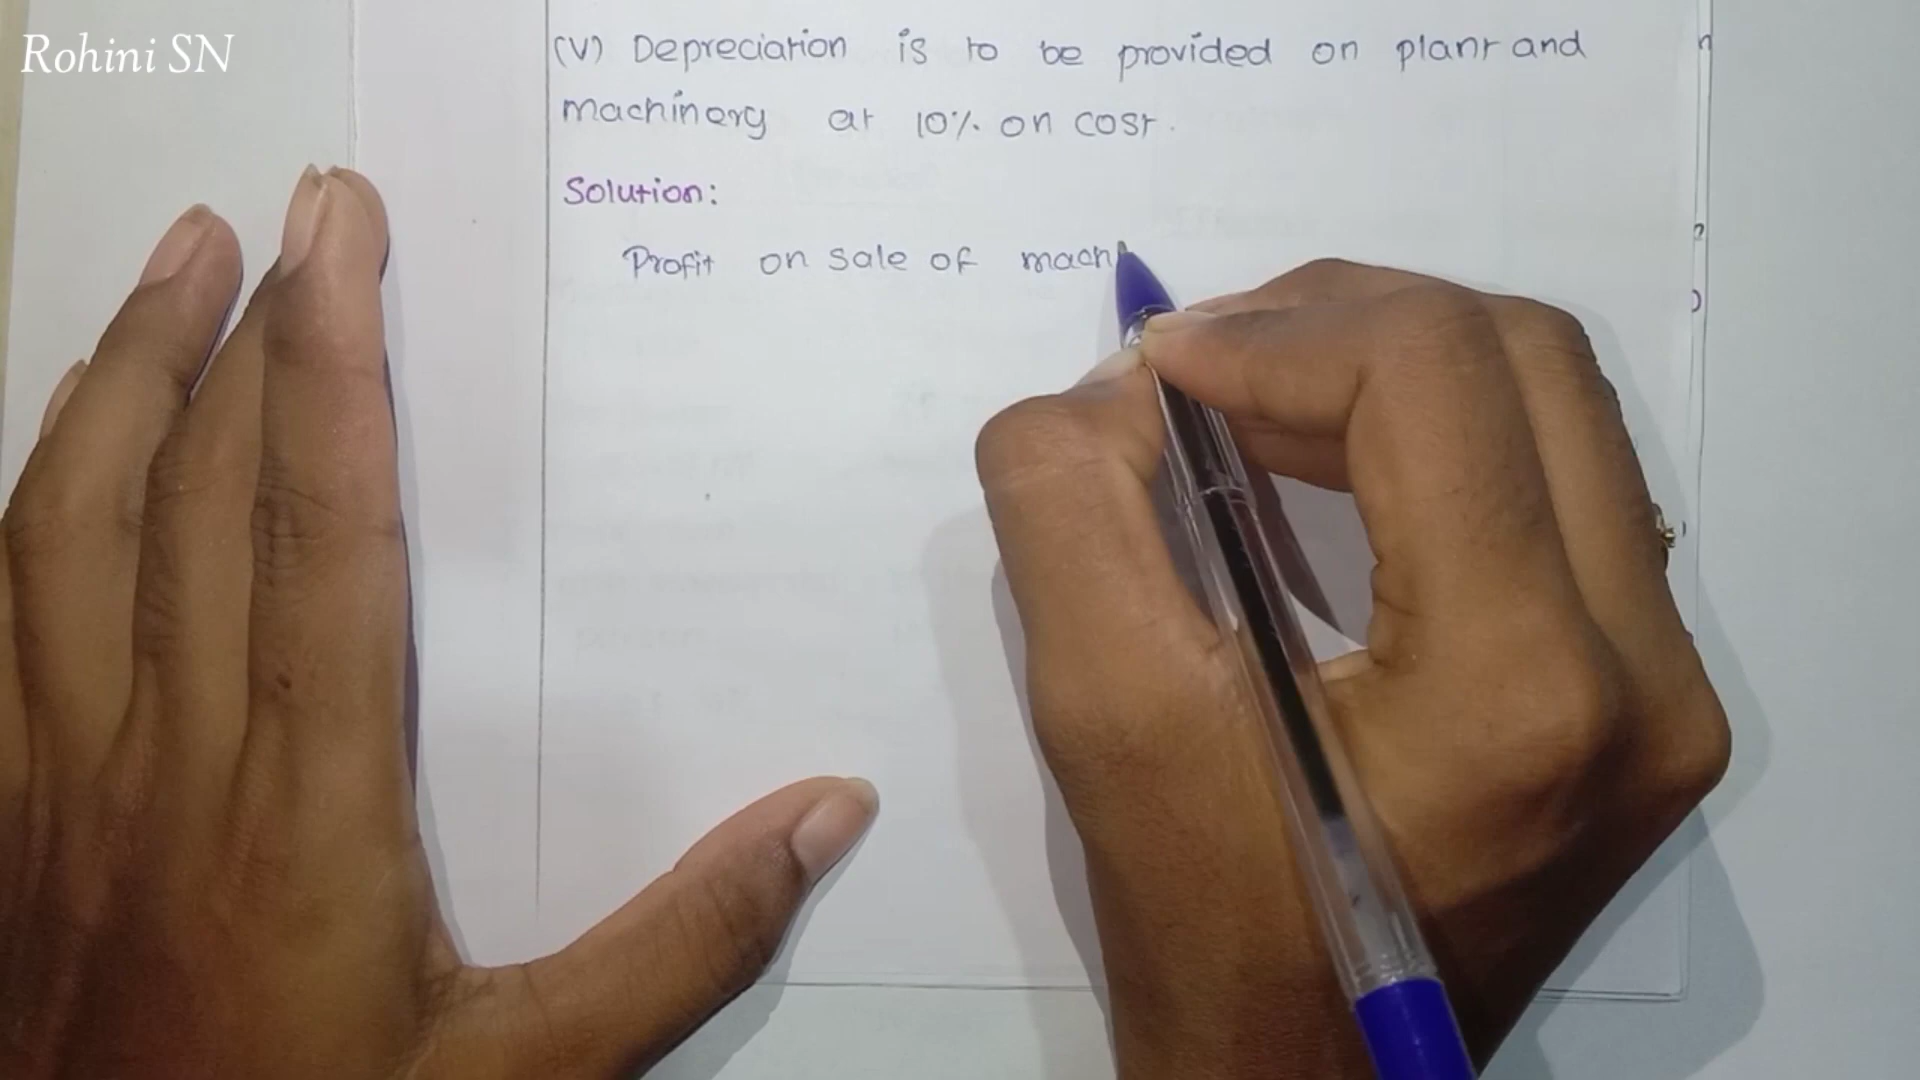 Rohini SN
(V) Depreciation is to be provided on plant and
machinery at 10% on cost.
Solution:
Profit on sale of mach